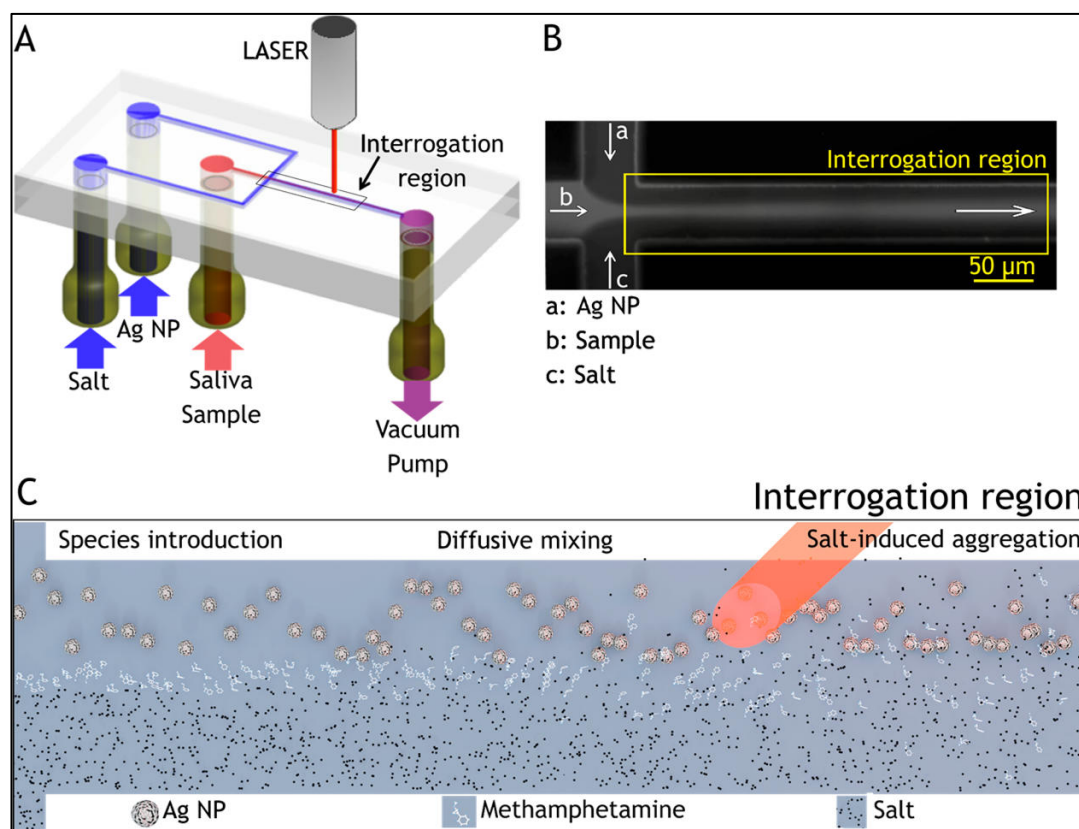 A
LASER
Interrogation
region
Ag NP
Salt
Saliva
Sample
Vacuum
Pump
B
a
Interrogation region
b
c
50 µm
a: Ag NP
b: Sample
c: Salt
C
Interrogation region
Species introduction
Diffusive mixing
Salt-induced aggregation
Ag NP
Methamphetamine
Salt